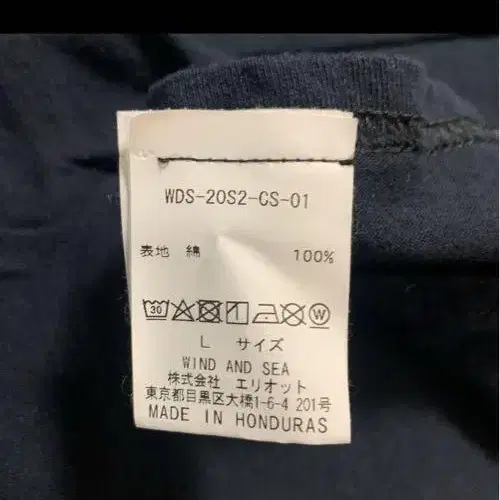 WDS-20S2-CS-01
表地 綿 100%
30 W
L サイズ
WIND AND SEA
株式会社 エリオット
東京都目黒区大橋1-6-4 201号
MADE IN HONDURAS